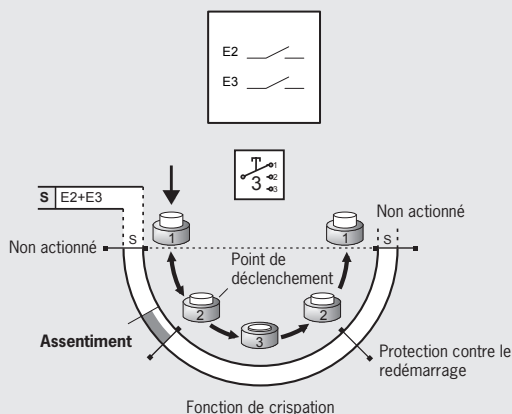 E2
E3
3
1
2
3
S E2+E3
Non actionné
Non actionné
S
1
1
S
Point de
déclenchement
2
2
3
Assentiment
Protection contre le
redémarrage
Fonction de crispation